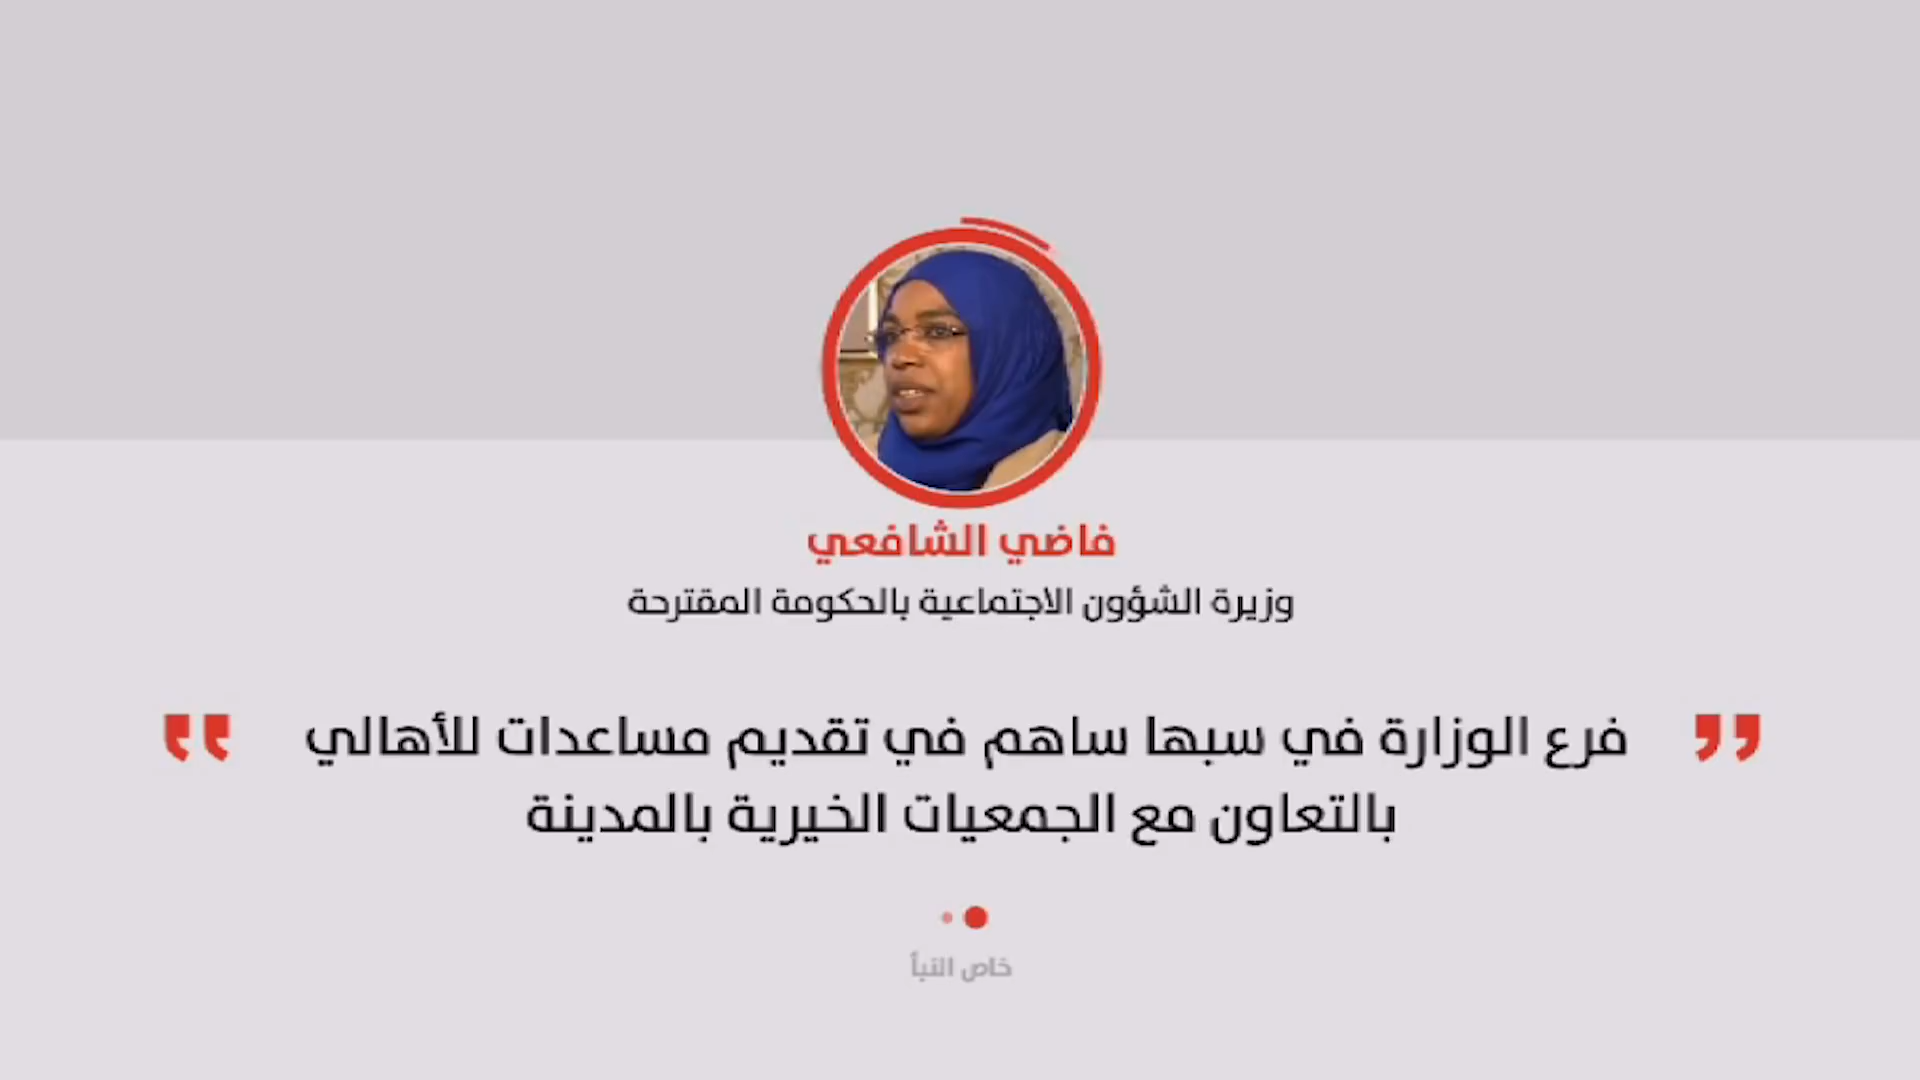 فاضي الشافعي
وزيرة الشؤون الاجتماعية بالحكومة المقترحة
فرع الوزارة في سبها ساهم في تقديم مساعدات للأهالي
بالتعاون مع الجمعيات الخيرية بالمدينة
خاص النبأ